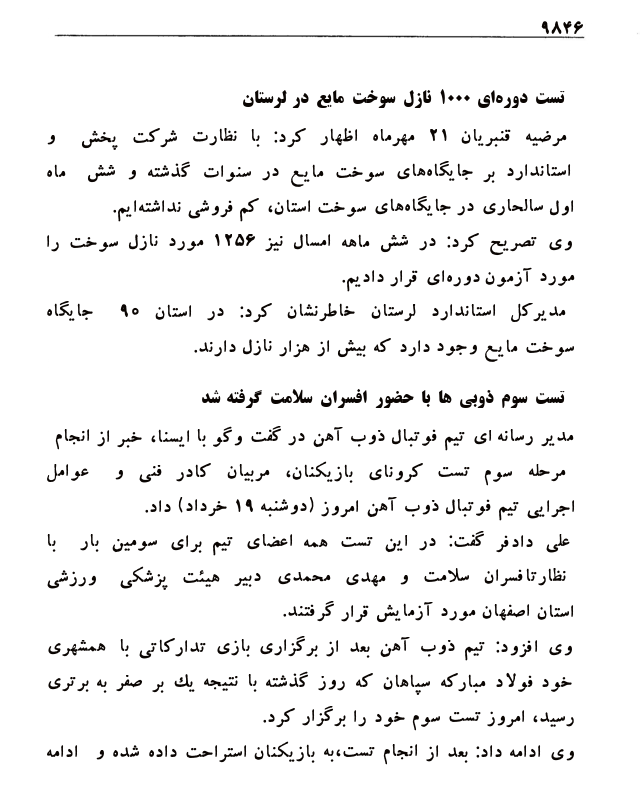 ۹۸۴۶
تست دوره‌ای ۱۰۰۰ نازل سوخت مایع در لرستان
مرضیه قنبریان ۲۱ مهرماه اظهار کرد: با نظارت شرکت پخش و
استاندارد بر جایگاه‌های سوخت مایع در سنوات گذشته و شش ماه
اول سالجاری در جایگاه‌های سوخت استان، کم فروشی نداشته‌ایم.
وی تصریح کرد: در شش ماهه امسال نیز ۱۲۵۶ مورد نازل سوخت را
مورد آزمون دوره‌ای قرار دادیم.
مدیرکل استاندارد لرستان خاطرنشان کرد: در استان ۹۰ جایگاه
سوخت مایع وجود دارد که بیش از هزار نازل دارند.
تست سوم ذوبی ها با حضور افسران سلامت گرفته شد
مدیر رسانه ای تیم فوتبال ذوب آهن در گفت وگو با ایسنا، خبر از انجام
مرحله سوم تست کرونای بازیکنان، مربیان کادر فنی و عوامل
اجرایی تیم فوتبال ذوب آهن امروز (دوشنبه ۱۹ خرداد) داد.
علی دادفر گفت: در این تست همه اعضای تیم برای سومین بار با
نظارتافسران سلامت و مهدی محمدی دبیر هیئت پزشکی ورزشی
استان اصفهان مورد آزمایش قرار گرفتند.
وی افزود: تیم ذوب آهن بعد از برگزاری بازی تدارکاتی با همشهری
خود فولاد مبارکه سپاهان که روز گذشته با نتیجه یك بر صفر به برتری
رسید، امروز تست سوم خود را برگزار کرد.
وی ادامه داد: بعد از انجام تست،به بازیکنان استراحت داده شده و ادامه